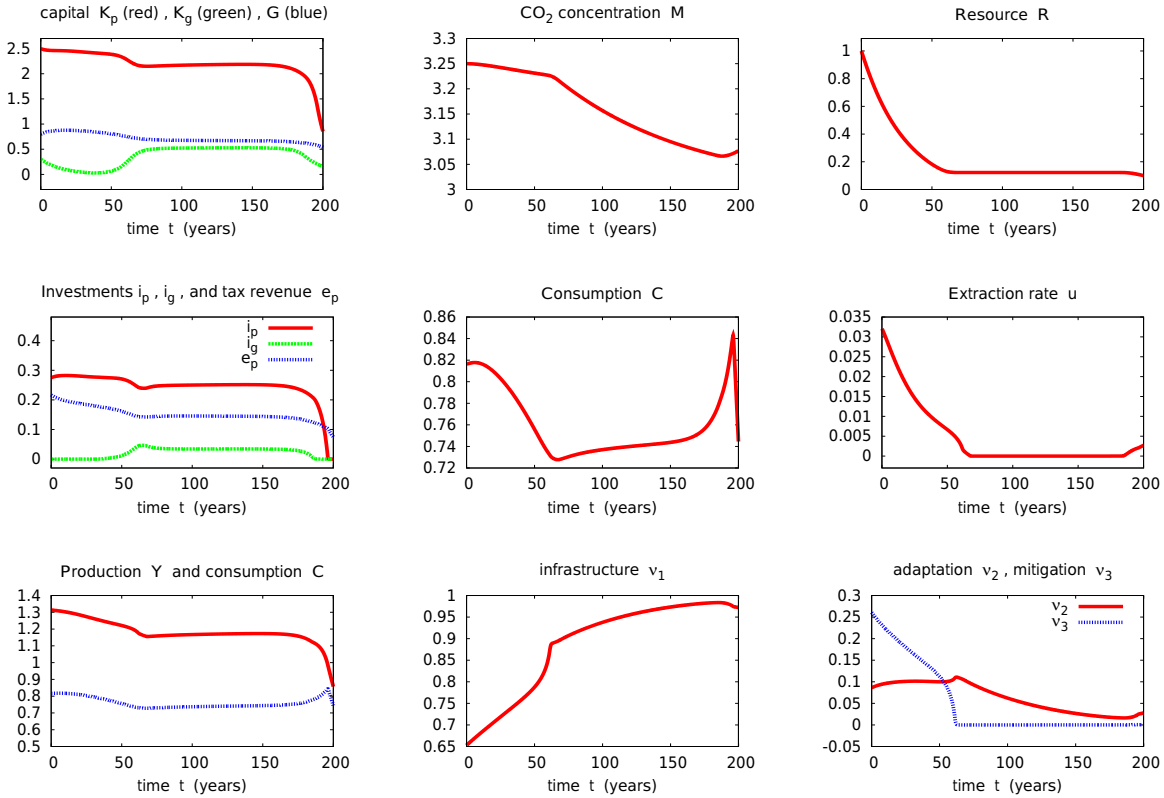 capital K_p (red) , K_g (green) , G (blue)
2.5
2
1.5
1
0.5
0
0 50 100 150 200
time t (years)
CO_2 concentration M
3.3
3.25
3.2
3.15
3.1
3.05
3
0 50 100 150 200
time t (years)
Resource R
1
0.8
0.6
0.4
0.2
0
0 50 100 150 200
time t (years)
Investments i_p , i_g , and tax revenue e_p
0.4
0.3
0.2
0.1
0
i_p
i_g
e_p
0 50 100 150 200
time t (years)
Consumption C
0.86
0.84
0.82
0.8
0.78
0.76
0.74
0.72
0 50 100 150 200
time t (years)
Extraction rate u
0.035
0.03
0.025
0.02
0.015
0.01
0.005
0
0 50 100 150 200
time t (years)
Production Y and consumption C
1.4
1.3
1.2
1.1
1
0.9
0.8
0.7
0.6
0.5
0 50 100 150 200
time t (years)
infrastructure ν_1
1
0.95
0.9
0.85
0.8
0.75
0.7
0.65
0 50 100 150 200
time t (years)
adaptation ν_2 , mitigation ν_3
0.3
0.25
0.2
0.15
0.1
0.05
0
-0.05
ν_2
ν_3
0 50 100 150 200
time t (years)